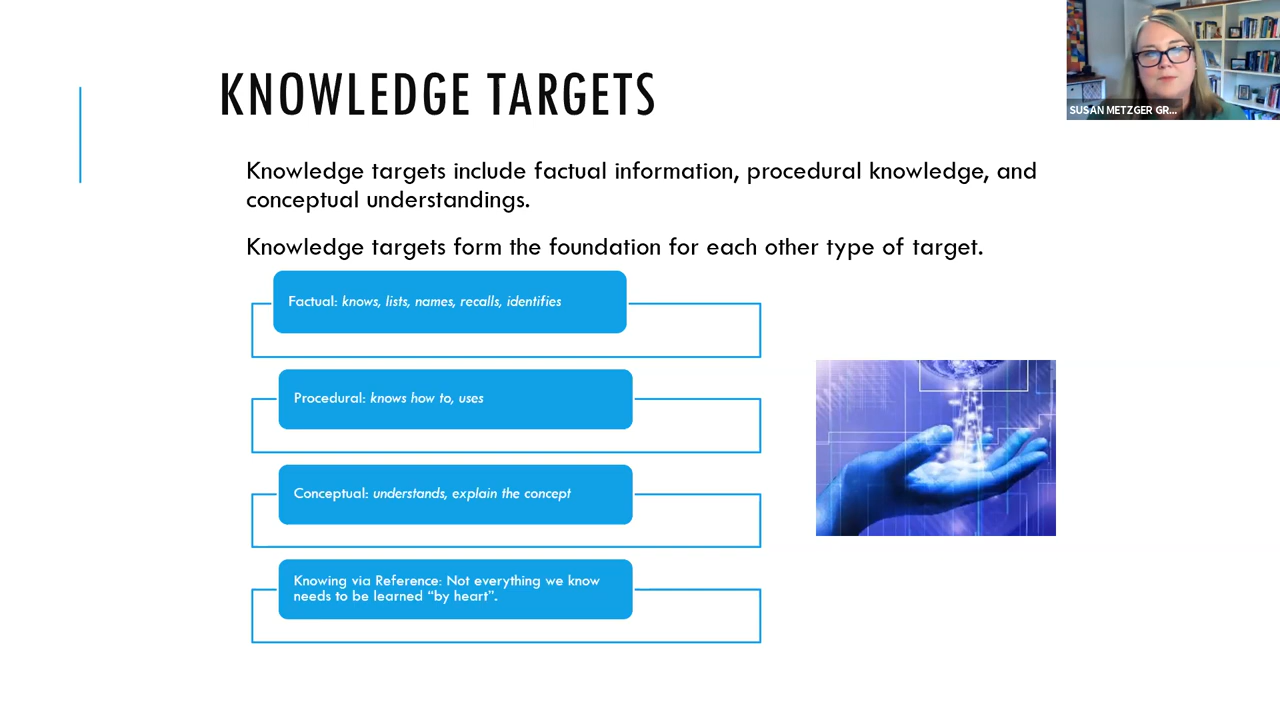 KNOWLEDGE TARGETS
SUSAN METZGER GR...
Knowledge targets include factual information, procedural knowledge, and
conceptual understandings.
Knowledge targets form the foundation for each other type of target.
Factual: knows, lists, names, recalls, identifies
Procedural: knows how to, uses
Conceptual: understands, explain the concept
Knowing via Reference: Not everything we know
needs to be learned “by heart”.